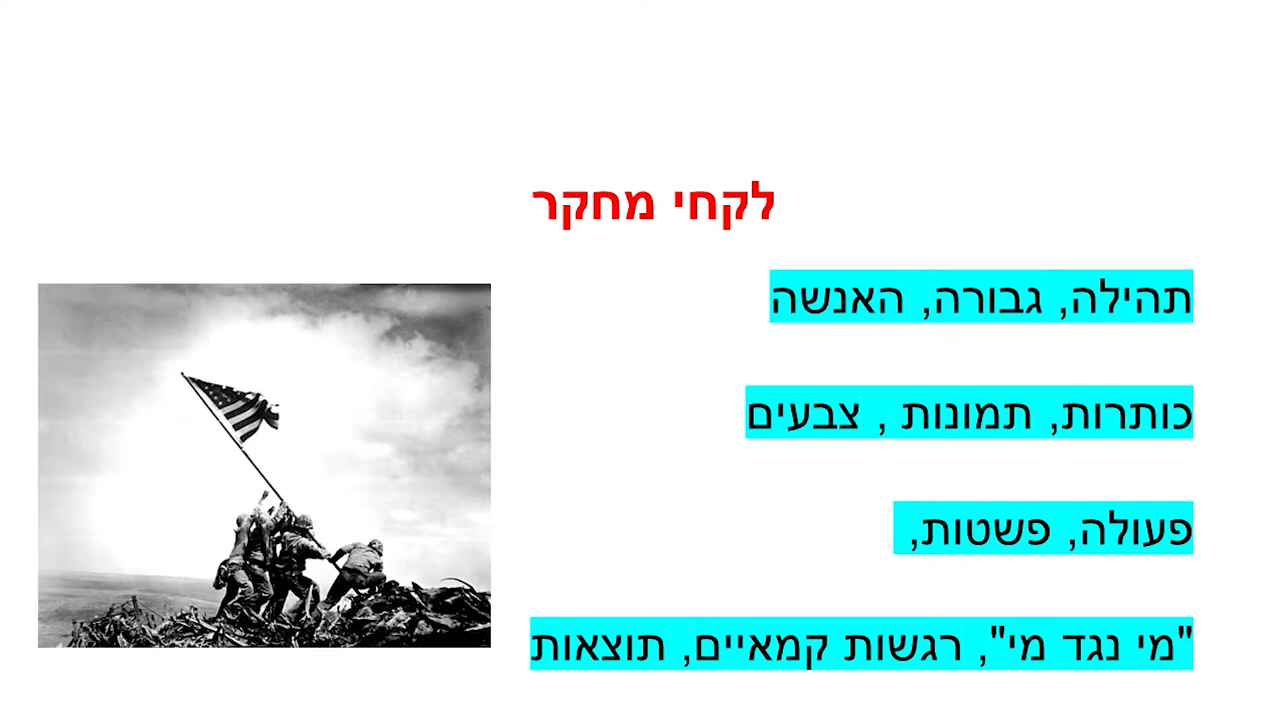 לקחי מחקר
תהילה, גבורה, האנשה
כותרות, תמונות , צבעים
פעולה, פשטות,
"מי נגד מי", רגשות קמאיים, תוצאות